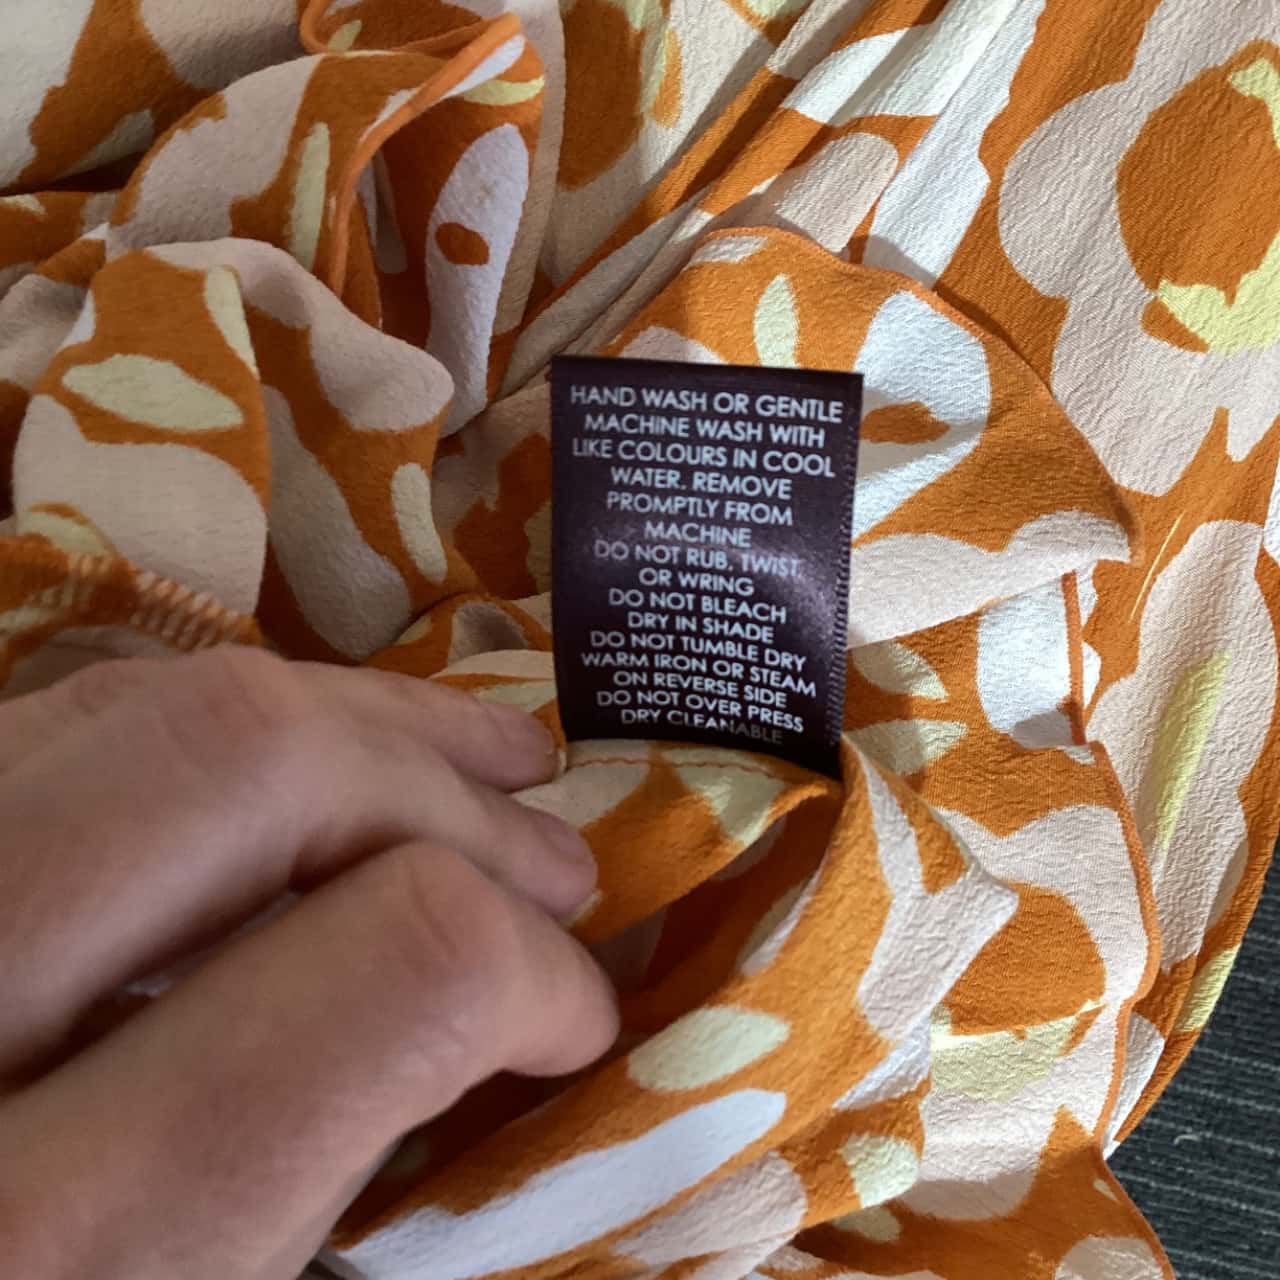 HAND WASH OR GENTLE
MACHINE WASH WITH
LIKE COLOURS IN COOL
WATER. REMOVE
PROMPTLY FROM
MACHINE
DO NOT RUB, TWIST,
OR WRING
DO NOT BLEACH
DRY IN SHADE
DO NOT TUMBLE DRY
WARM IRON OR STEAM
ON REVERSE SIDE
DO NOT OVER PRESS
DRY CLEANABLE